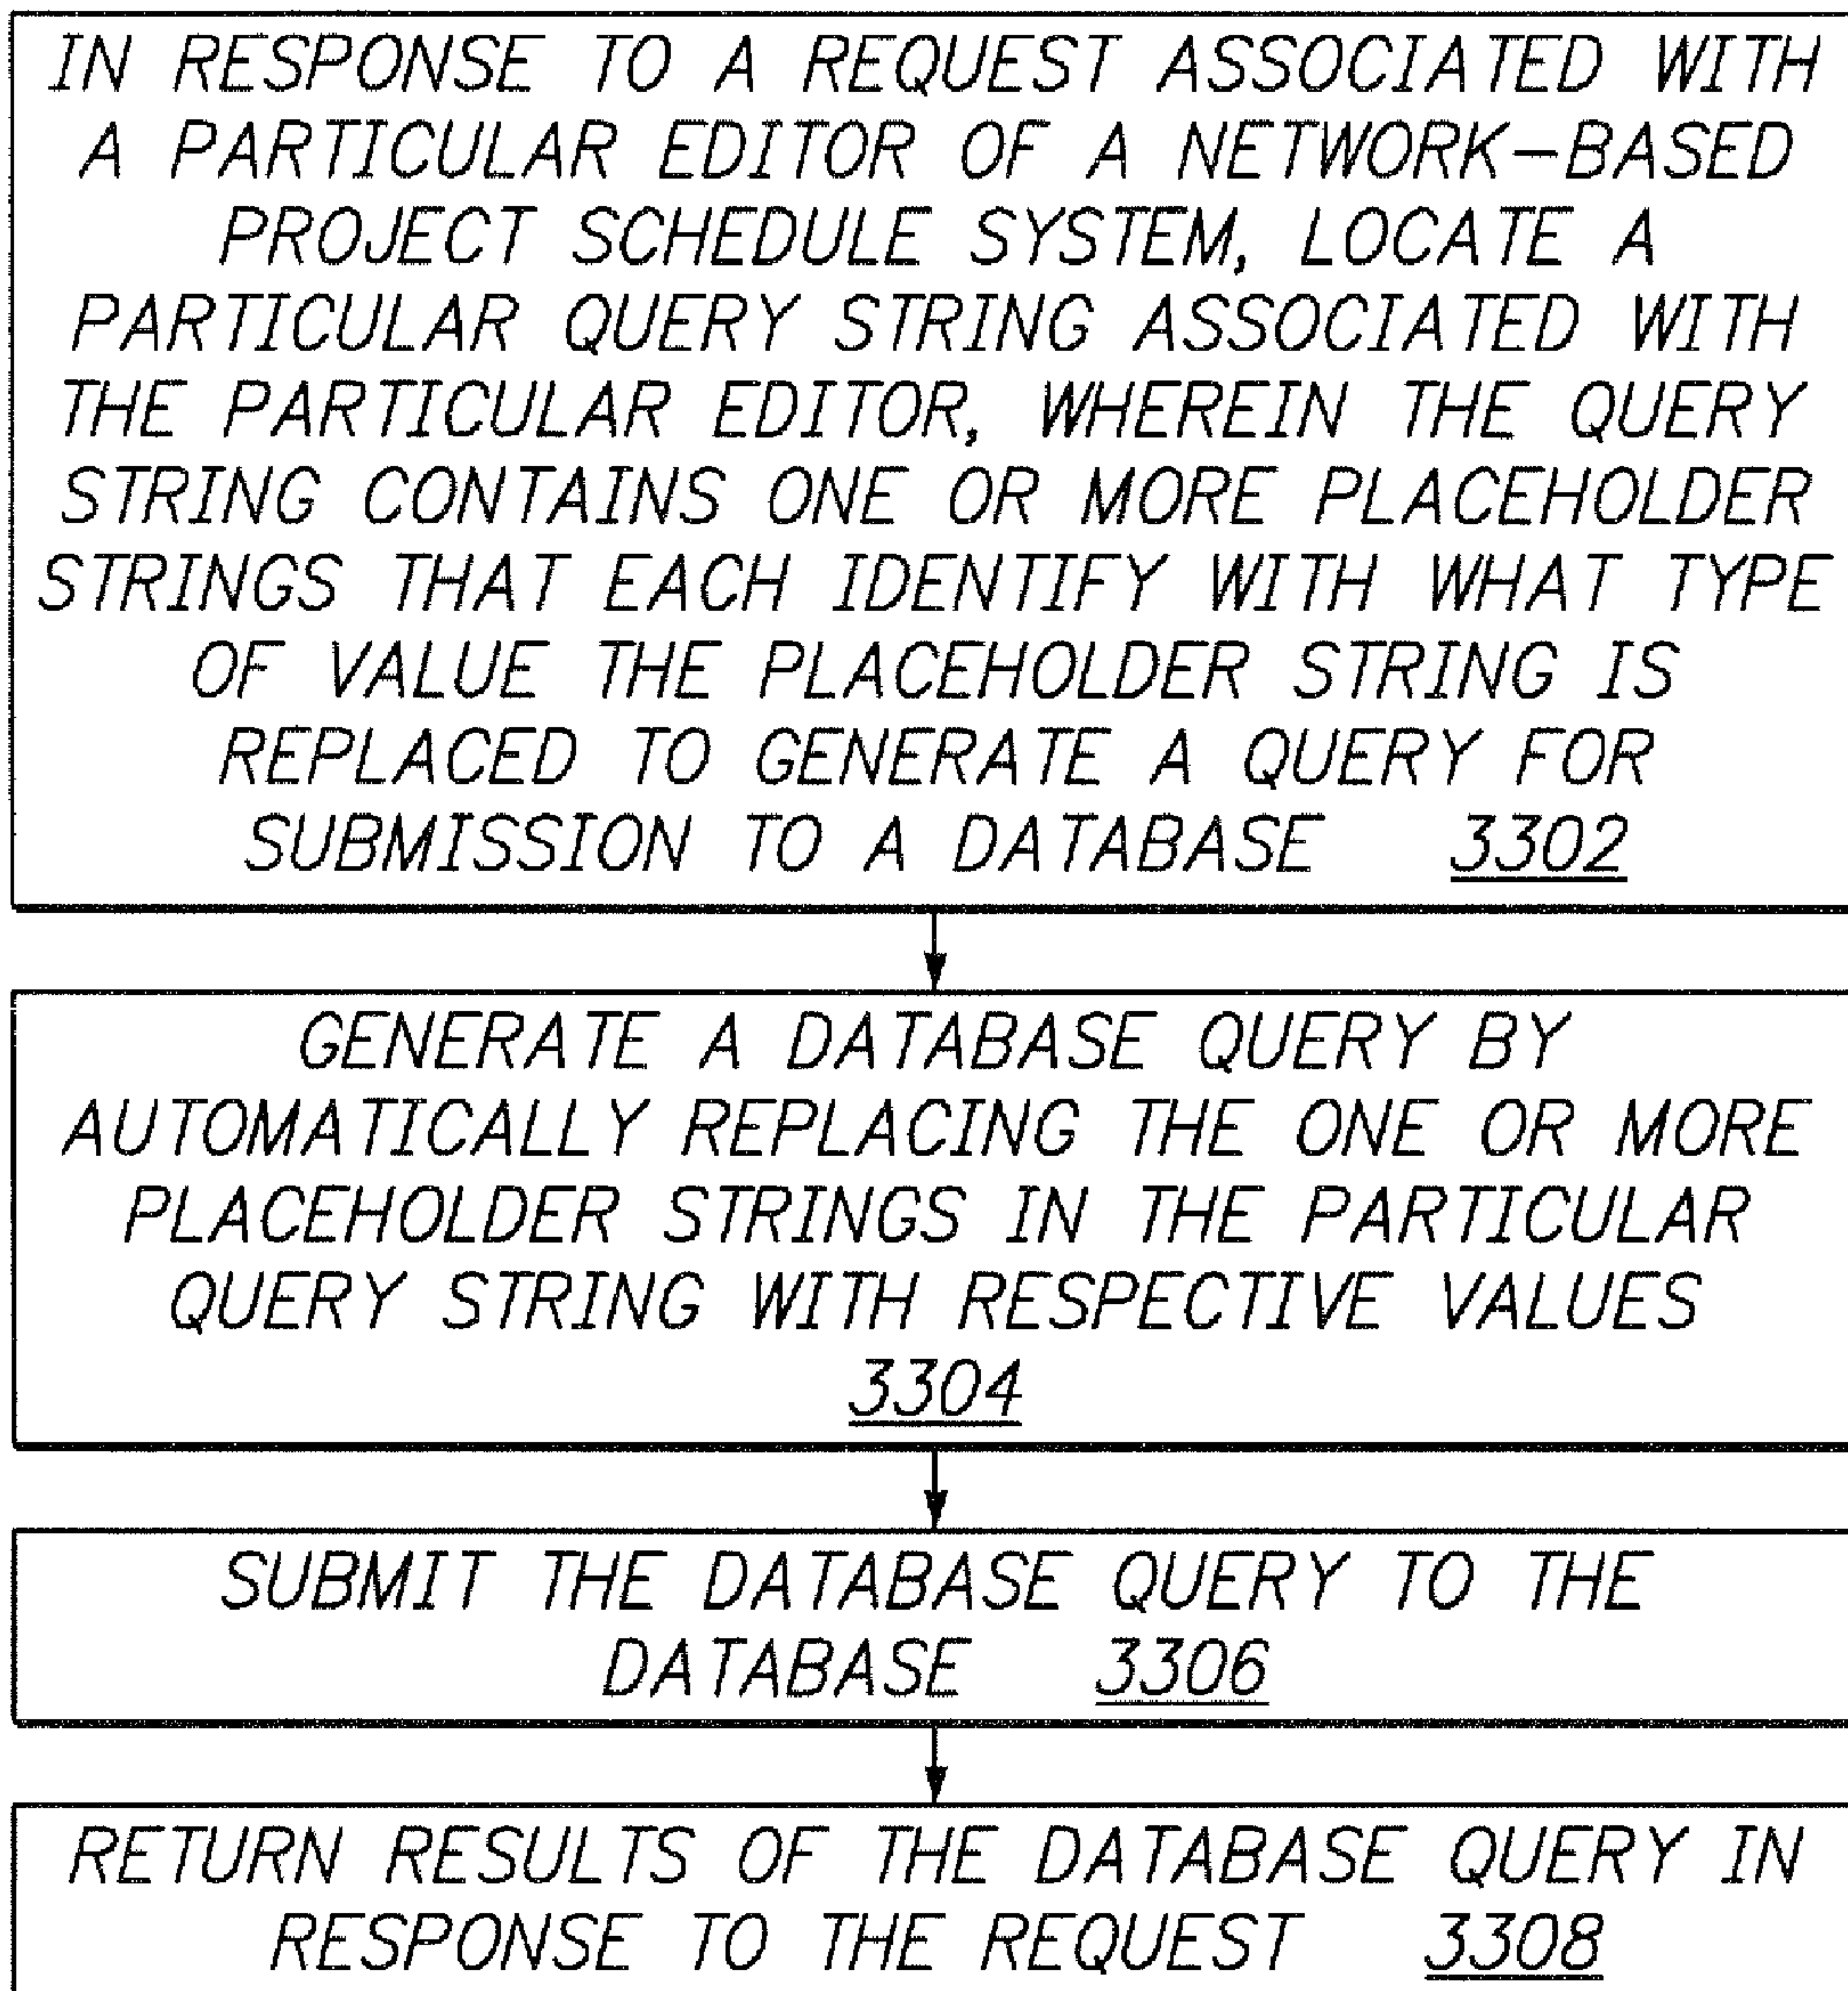 IN RESPONSE TO A REQUEST ASSOCIATED WITH
A PARTICULAR EDITOR OF A NETWORK-BASED
PROJECT SCHEDULE SYSTEM, LOCATE A
PARTICULAR QUERY STRING ASSOCIATED WITH
THE PARTICULAR EDITOR, WHEREIN THE QUERY
STRING CONTAINS ONE OR MORE PLACEHOLDER
STRINGS THAT EACH IDENTIFY WITH WHAT TYPE
OF VALUE THE PLACEHOLDER STRING IS
REPLACED TO GENERATE A QUERY FOR
SUBMISSION TO A DATABASE 3302
GENERATE A DATABASE QUERY BY
AUTOMATICALLY REPLACING THE ONE OR MORE
PLACEHOLDER STRINGS IN THE PARTICULAR
QUERY STRING WITH RESPECTIVE VALUES
3304
SUBMIT THE DATABASE QUERY TO THE
DATABASE 3306
RETURN RESULTS OF THE DATABASE QUERY IN
RESPONSE TO THE REQUEST 3308